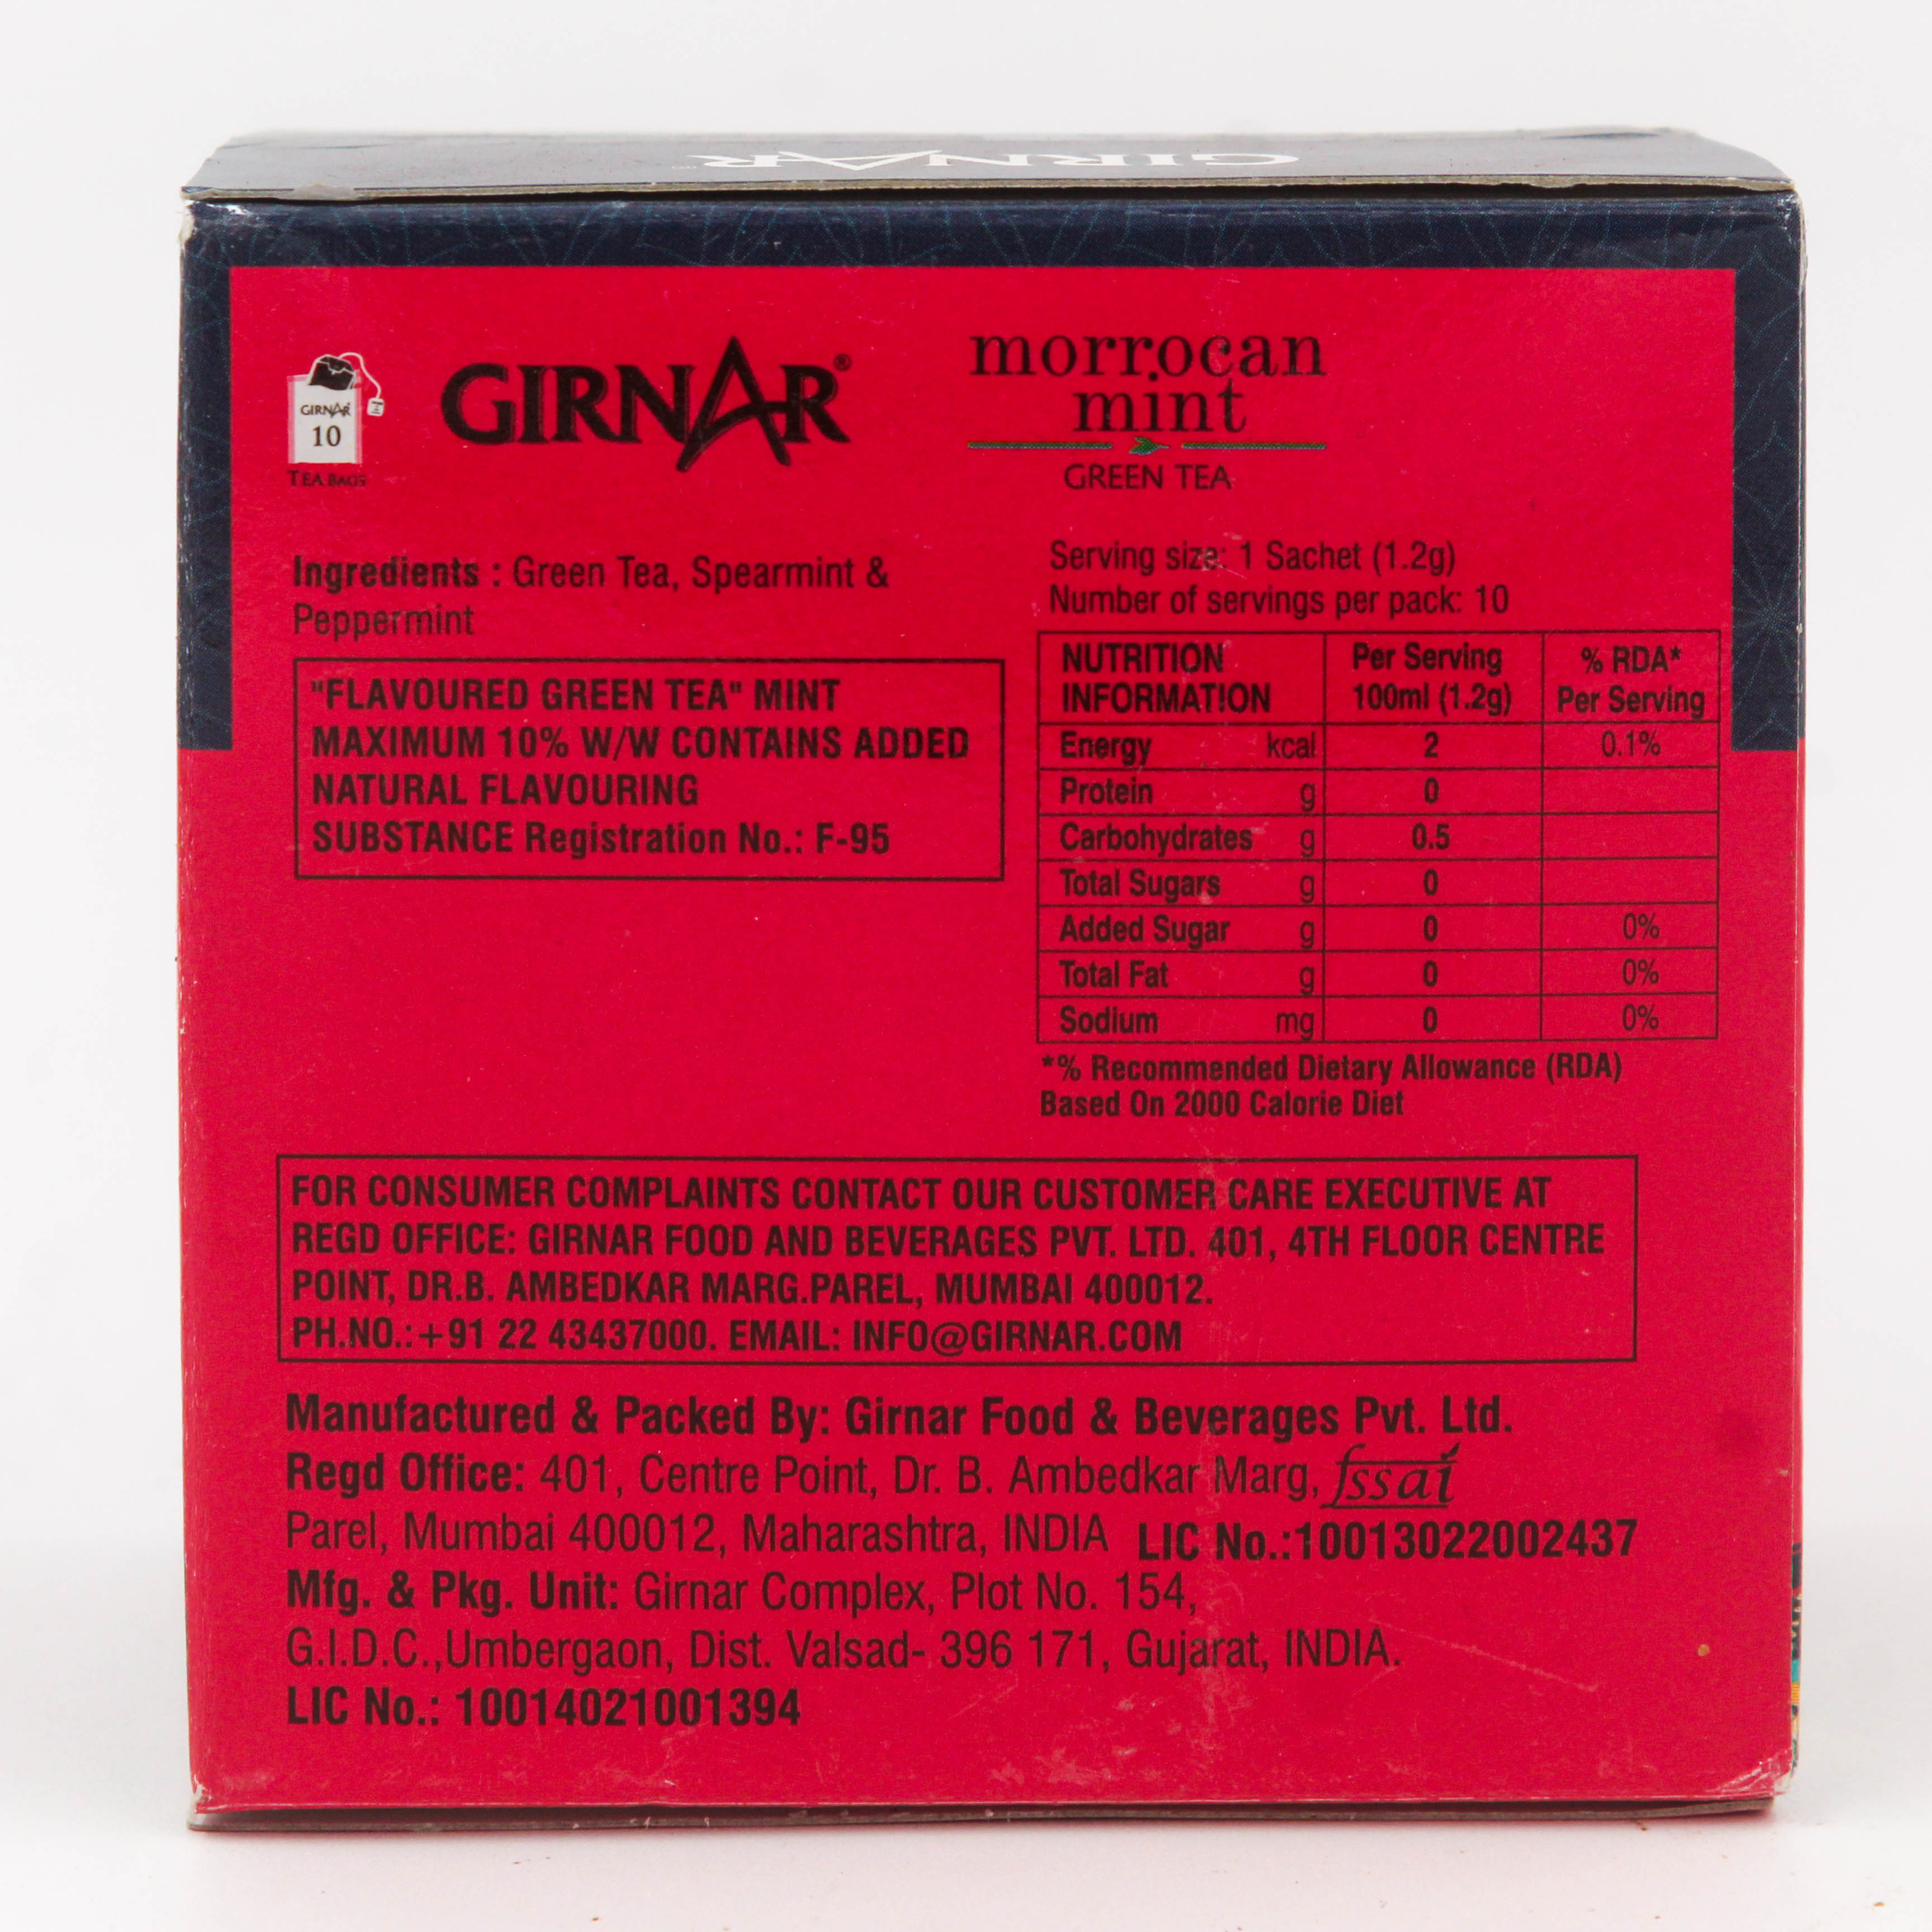 GIRNAR
GIRNAR
10
TEA BAGS
GIRNAR®
morrocan
mint
GREEN TEA
Ingredients : Green Tea, Spearmint &
Peppermint
"FLAVOURED GREEN TEA" MINT
MAXIMUM 10% W/W CONTAINS ADDED
NATURAL FLAVOURING
SUBSTANCE Registration No.: F-95
Serving size: 1 Sachet (1.2g)
Number of servings per pack: 10
NUTRITION INFORMATION Per Serving 100ml (1.2g) % RDA* Per Serving
Energy kcal 2 0.1%
Protein g 0
Carbohydrates g 0.5
Total Sugars g 0
Added Sugar g 0 0%
Total Fat g 0 0%
Sodium mg 0 0%
*% Recommended Dietary Allowance (RDA)
Based On 2000 Calorie Diet
FOR CONSUMER COMPLAINTS CONTACT OUR CUSTOMER CARE EXECUTIVE AT
REGD OFFICE: GIRNAR FOOD AND BEVERAGES PVT. LTD. 401, 4TH FLOOR CENTRE
POINT, DR.B. AMBEDKAR MARG.PAREL, MUMBAI 400012.
PH.NO.:+91 22 43437000. EMAIL: INFO@GIRNAR.COM
Manufactured & Packed By: Girnar Food & Beverages Pvt. Ltd.
Regd Office: 401, Centre Point, Dr. B. Ambedkar Marg, fssai
Parel, Mumbai 400012, Maharashtra, INDIA LIC No.:10013022002437
Mfg. & Pkg. Unit: Girnar Complex, Plot No. 154,
G.I.D.C.,Umbergaon, Dist. Valsad- 396 171, Gujarat, INDIA.
LIC No.: 10014021001394